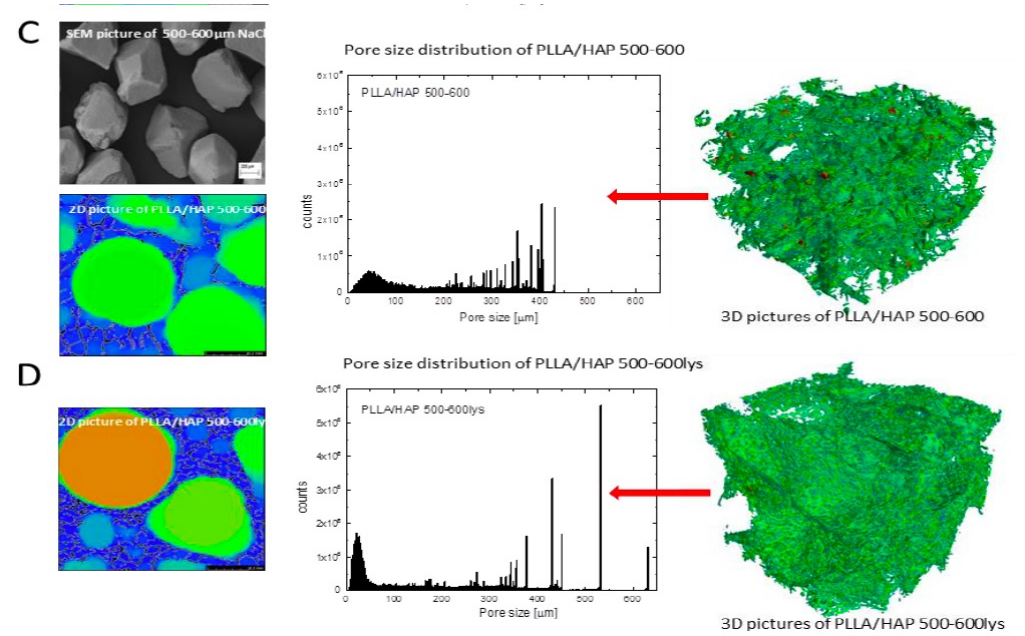 C
SEM picture of 500-600µm NaCl
Pore size distribution of PLLA/HAP 500-600
6x10⁶
PLLA/HAP 500-600
5x10⁶
4x10⁶
3x10⁶
2x10⁶
1x10⁶
0
counts
0 100 200 300 400 500 600
Pore size [µm]
2D picture of PLLA/HAP 500-600
3D pictures of PLLA/HAP 500-600
D
Pore size distribution of PLLA/HAP 500-600lys
2D picture of PLLA/HAP 500-600ly
6x10⁶
PLLA/HAP 500-600lys
5x10⁶
4x10⁶
3x10⁶
2x10⁶
1x10⁶
0
counts
0 100 200 300 400 500 600
Pore size [µm]
3D pictures of PLLA/HAP 500-600lys